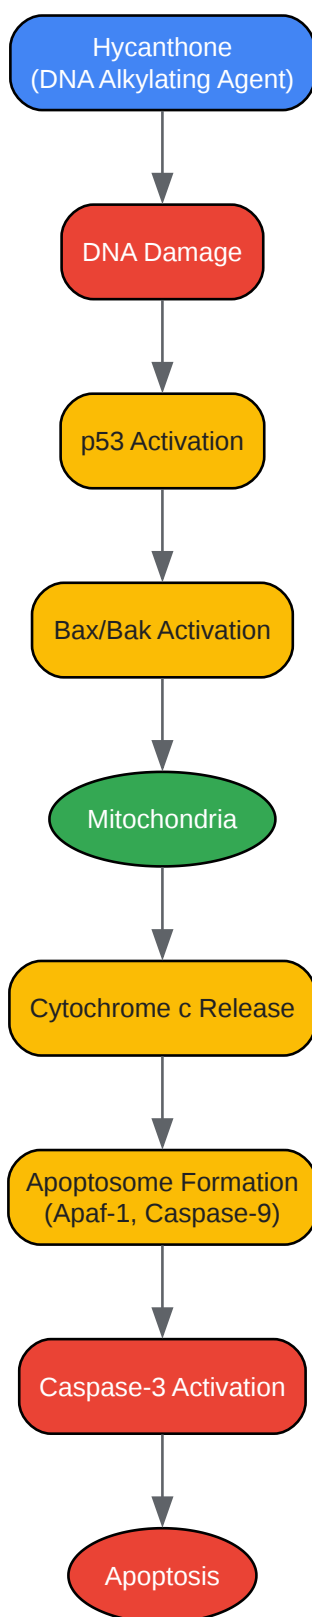 Hycanthone
(DNA Alkylating Agent)
DNA Damage
p53 Activation
Bax/Bak Activation
Mitochondria
Cytochrome c Release
Apoptosome Formation
(Apaf-1, Caspase-9)
Caspase-3 Activation
Apoptosis